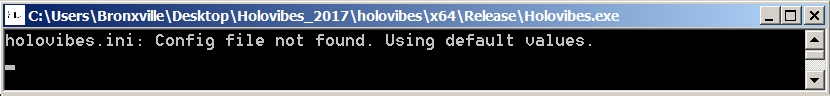 C:\Users\Bronxville\Desktop\Holovibes_2017\holovibes\x64\Release\Holovibes.exe
holovibes.ini: Config file not found. Using default values.